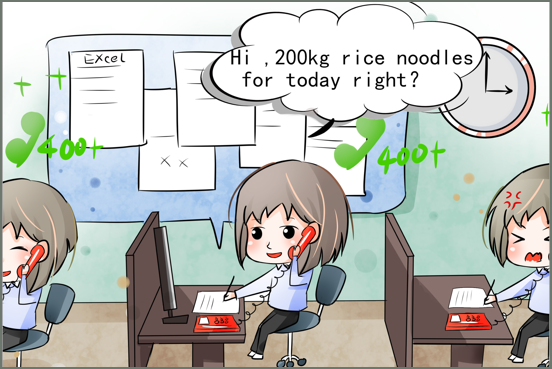 Hi ,200kg rice noodles
for today right?
Excel
× ×
400+
400+